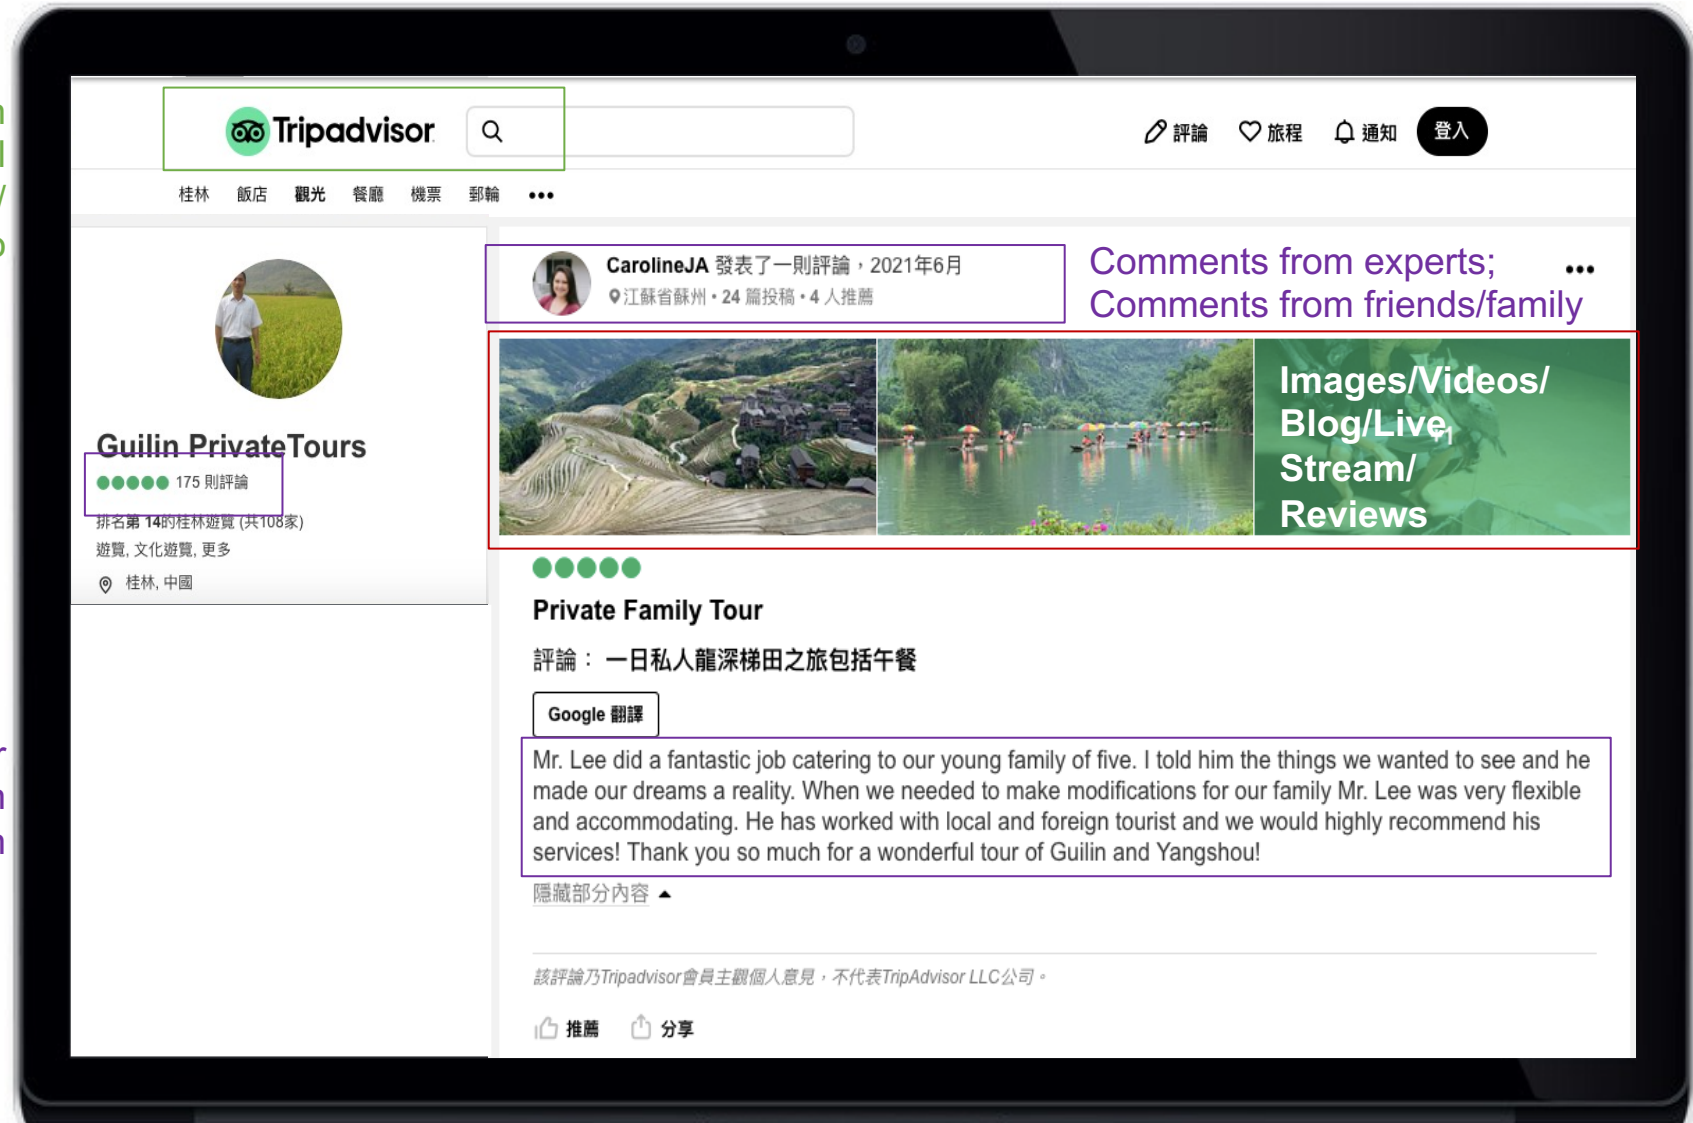 Tripadvisor
評論
旅程
通知
登入
桂林 飯店 觀光 餐廳 機票 郵輪
Guilin PrivateTours
175 則評論
排名第 14的桂林遊覽 (共108家)
遊覽, 文化遊覽, 更多
桂林, 中國
CarolineJA 發表了一則評論，2021年6月
江蘇省蘇州 • 24 篇投稿 • 4 人推薦
Comments from experts;
Comments from friends/family
Images/Videos/
Blog/Live
Stream/
Reviews
Private Family Tour
評論： 一日私人龍深梯田之旅包括午餐
Google 翻譯
Mr. Lee did a fantastic job catering to our young family of five. I told him the things we wanted to see and he
made our dreams a reality. When we needed to make modifications for our family Mr. Lee was very flexible
and accommodating. He has worked with local and foreign tourist and we would highly recommend his
services! Thank you so much for a wonderful tour of Guilin and Yangshou!
隱藏部分內容
該評論乃Tripadvisor會員主觀個人意見，不代表TripAdvisor LLC公司。
推薦 分享